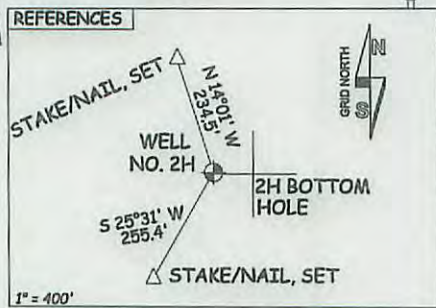 REFERENCES
STAKE/NAIL, SET
N 14°01' W
234.5'
GRID NORTH
N
S
WELL
NO. 2H
2H BOTTOM
HOLE
S 25°31' W
255.4'
STAKE/NAIL, SET
1" = 400'